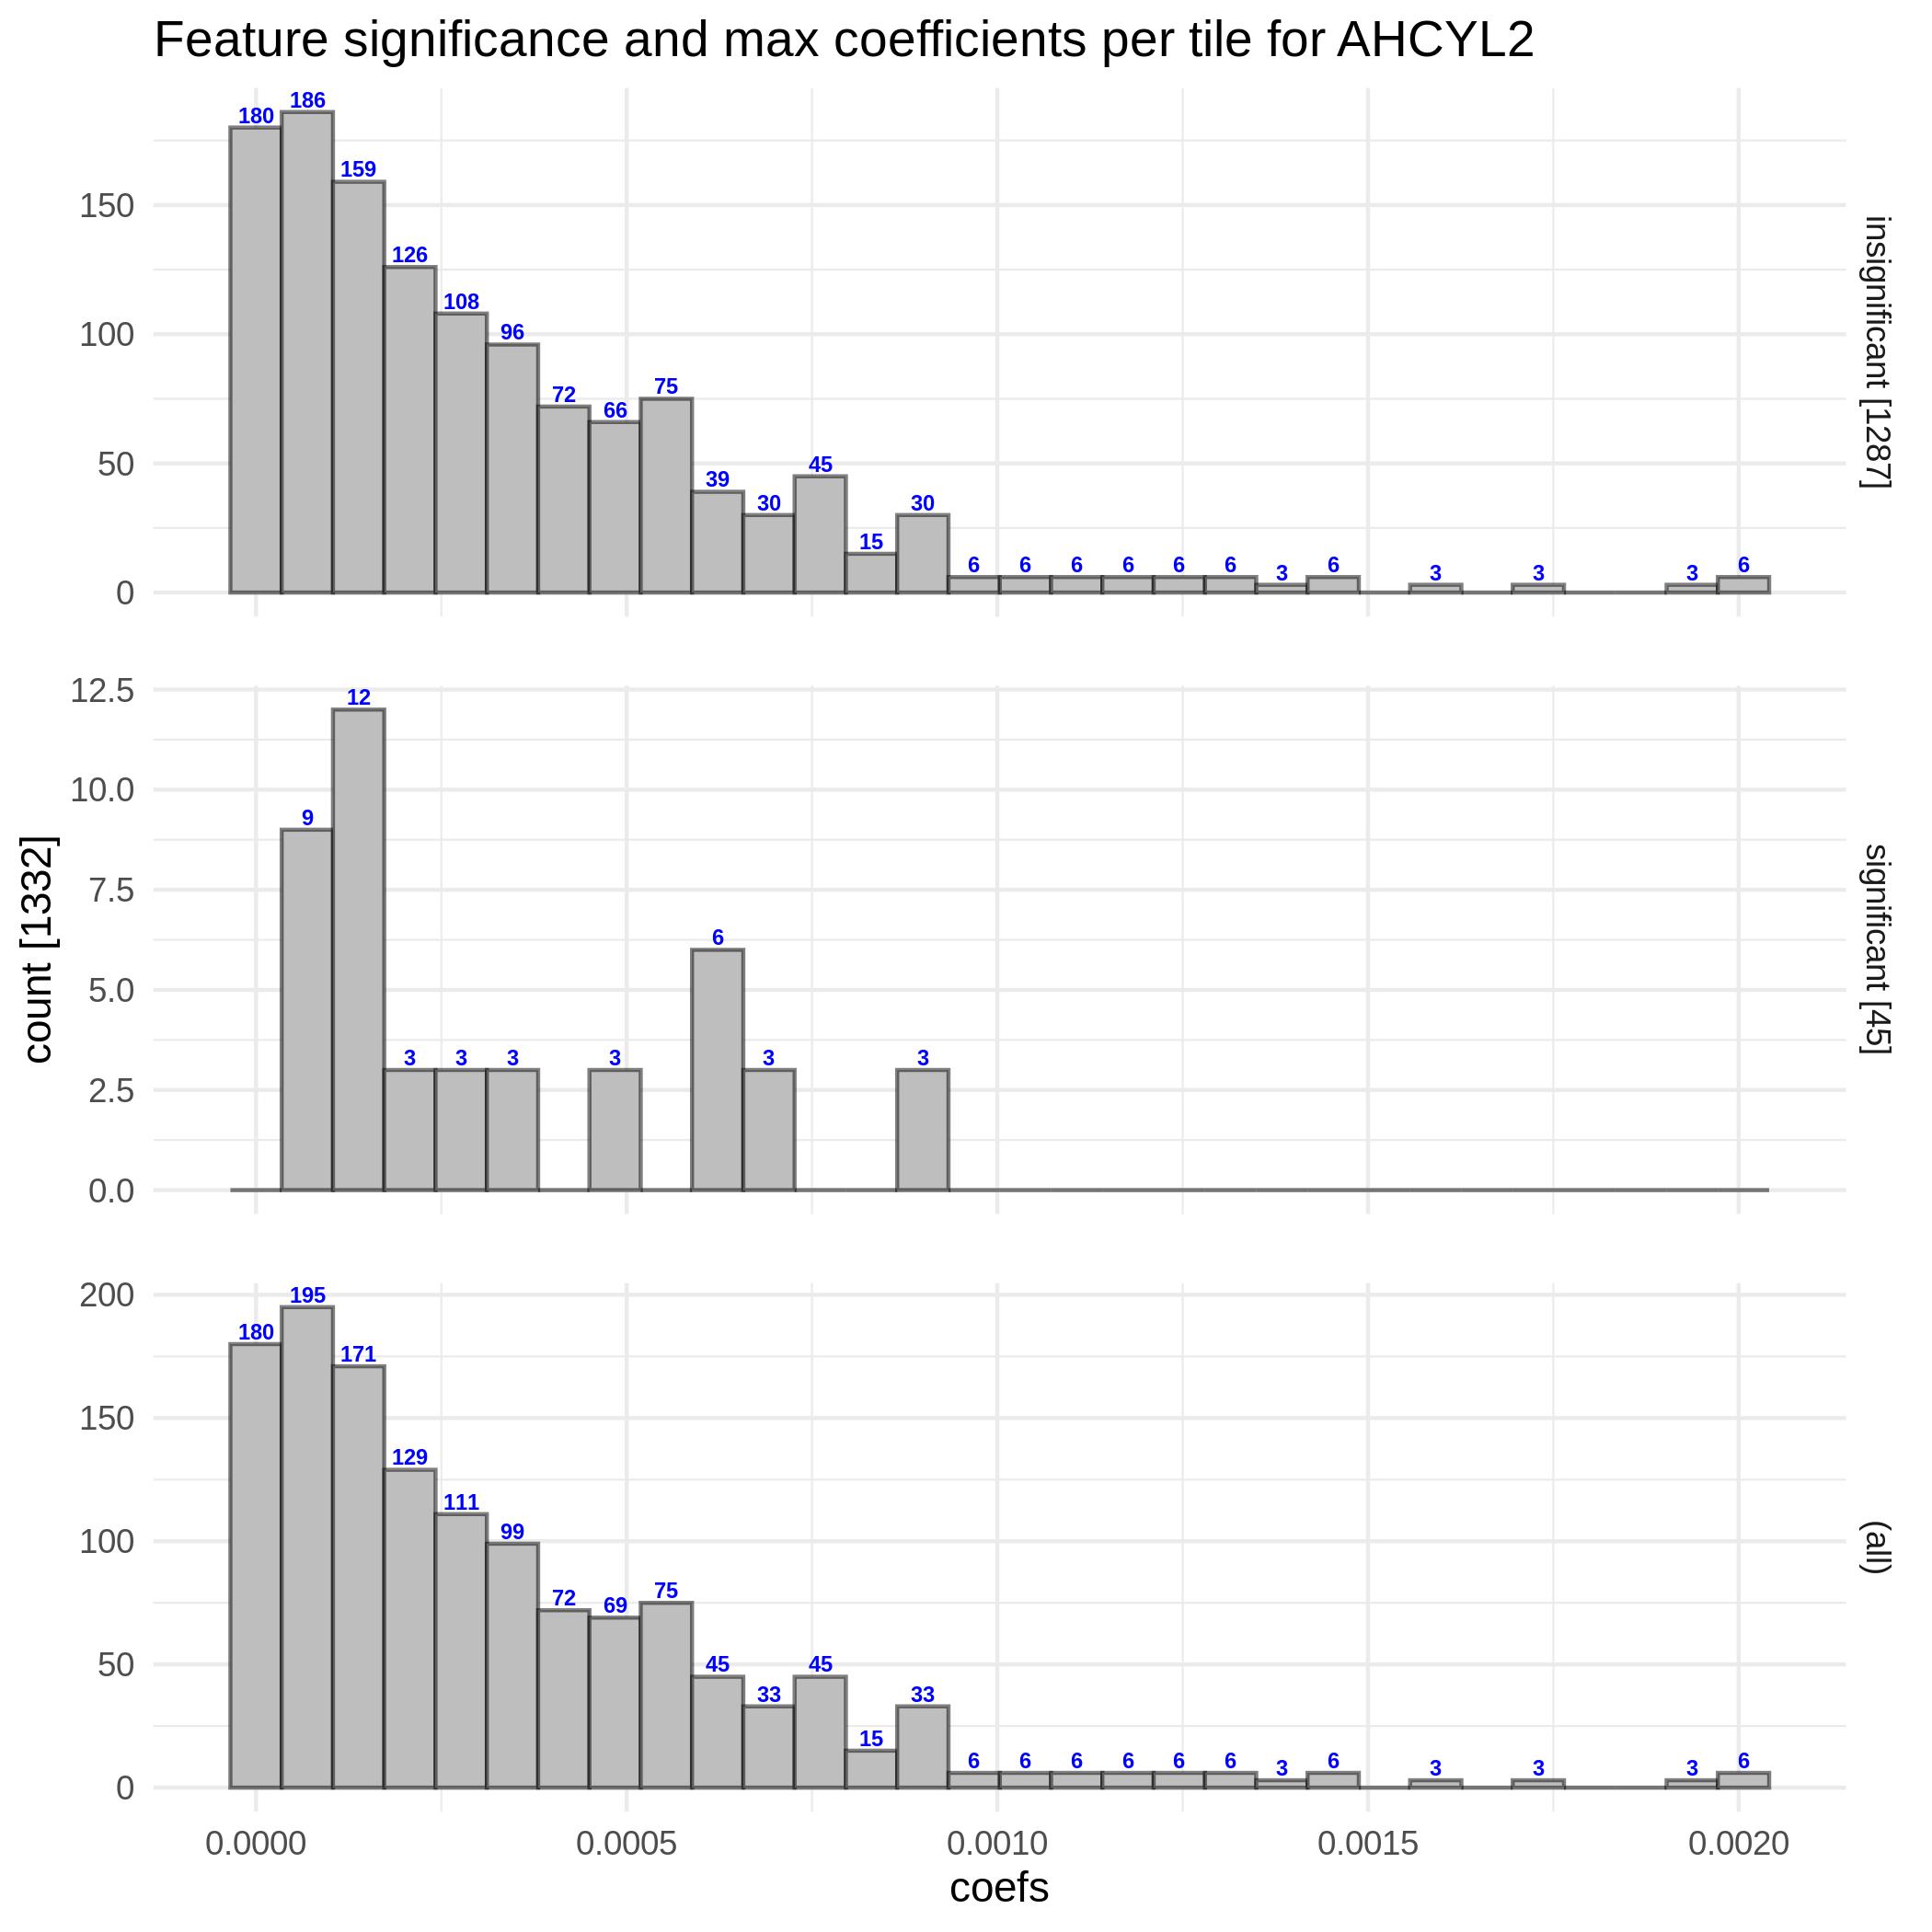 Feature significance and max coefficients per tile for AHCYL2
180 186 159 126 108 96 72 66 75 39 30 45 15 30 6 6 6 6 6 6 3 6 3 3 3 6
150
100
50
0
insignificant [1287]
count [1332]
12.5
10.0
7.5
5.0
2.5
0.0
9 12 3 3 3 3 6 3 3
significant [45]
200
150
100
50
0
180 195 171 129 111 99 72 69 75 45 33 45 15 33 6 6 6 6 6 6 3 6 3 3 3 6
(all)
0.0000 0.0005 0.0010 0.0015 0.0020
coefs